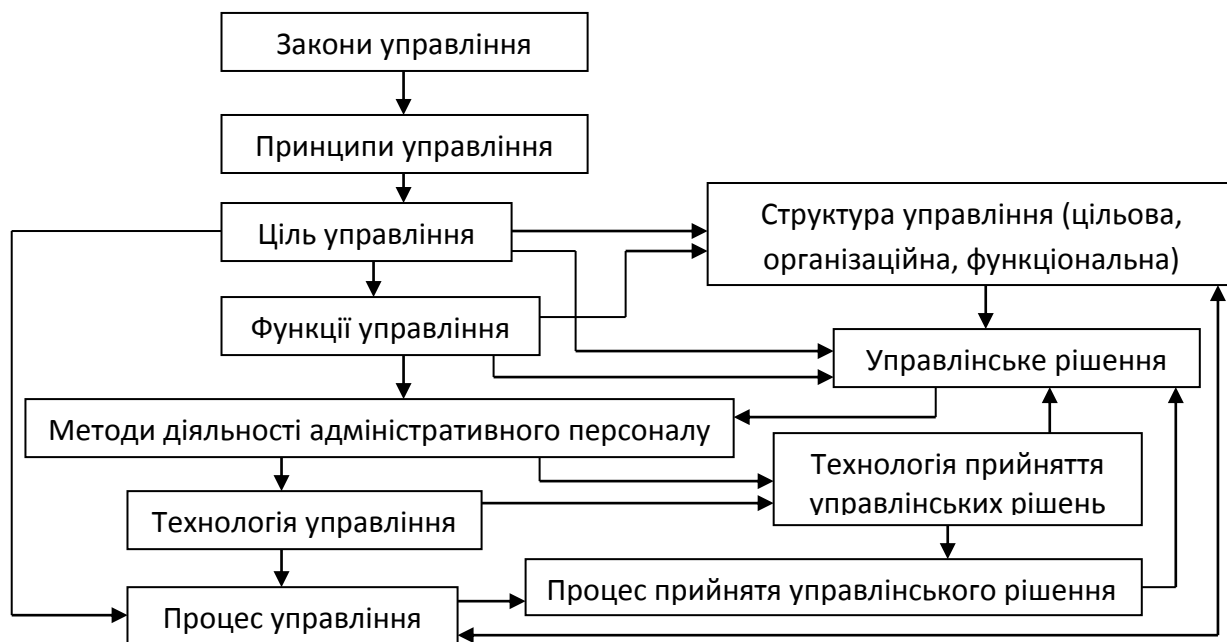 Закони управління
Принципи управління
Ціль управління
Структура управління (цільова,
організаційна, функціональна)
Функції управління
Управлінське рішення
Методи діяльності адміністративного персоналу
Технологія прийняття
управлінських рішень
Технологія управління
Процес прийнятя управлінського рішення
Процес управління